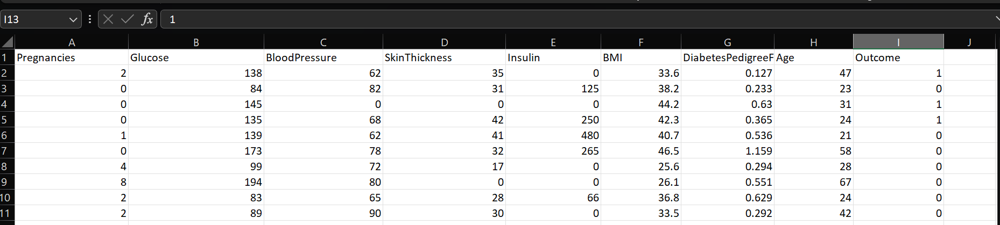 I13 fx 1
A B C D E F G H I J
1 Pregnancies Glucose BloodPressure SkinThickness Insulin BMI DiabetesPedigreeF Age Outcome
2 2 138 62 35 0 33.6 0.127 47 1
3 0 84 82 31 125 38.2 0.233 23 0
4 0 145 0 0 0 44.2 0.63 31 1
5 0 135 68 42 250 42.3 0.365 24 1
6 1 139 62 41 480 40.7 0.536 21 0
7 0 173 78 32 265 46.5 1.159 58 0
8 4 99 72 17 0 25.6 0.294 28 0
9 8 194 80 0 0 26.1 0.551 67 0
10 2 83 65 28 66 36.8 0.629 24 0
11 2 89 90 30 0 33.5 0.292 42 0